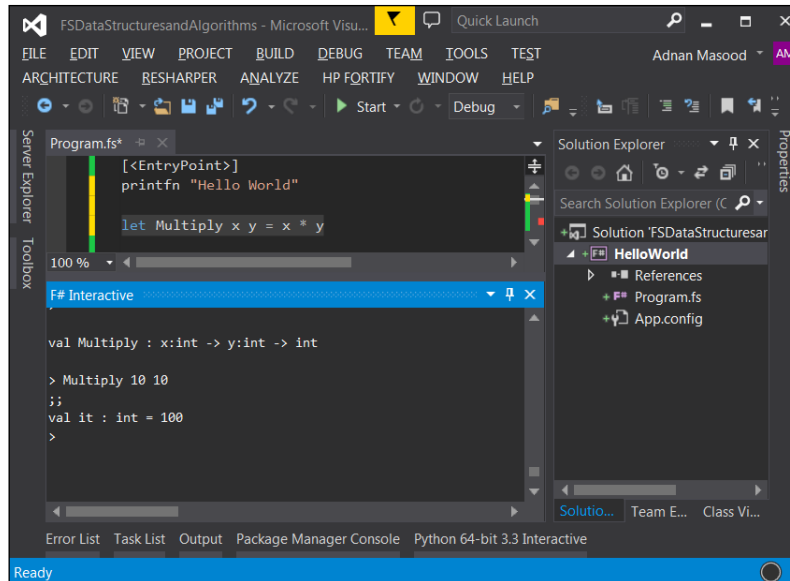 FSDataStructuresandAlgorithms - Microsoft Visu...
Quick Launch
FILE EDIT VIEW PROJECT BUILD DEBUG TEAM TOOLS TEST
Adnan Masood
AM
ARCHITECTURE RESHARPER ANALYZE HP FORTIFY WINDOW HELP
Start
Debug
Server Explorer
Toolbox
Program.fs*
[<EntryPoint>]
printfn "Hello World"
let Multiply x y = x * y
100 %
F# Interactive
val Multiply : x:int -> y:int -> int
> Multiply 10 10
;;
val it : int = 100
>
Solution Explorer
Search Solution Explorer (C
Solution 'FSDataStructuresar
F# HelloWorld
References
F# Program.fs
App.config
Solutio... Team E... Class Vi...
Properties
Error List Task List Output Package Manager Console Python 64-bit 3.3 Interactive
Ready